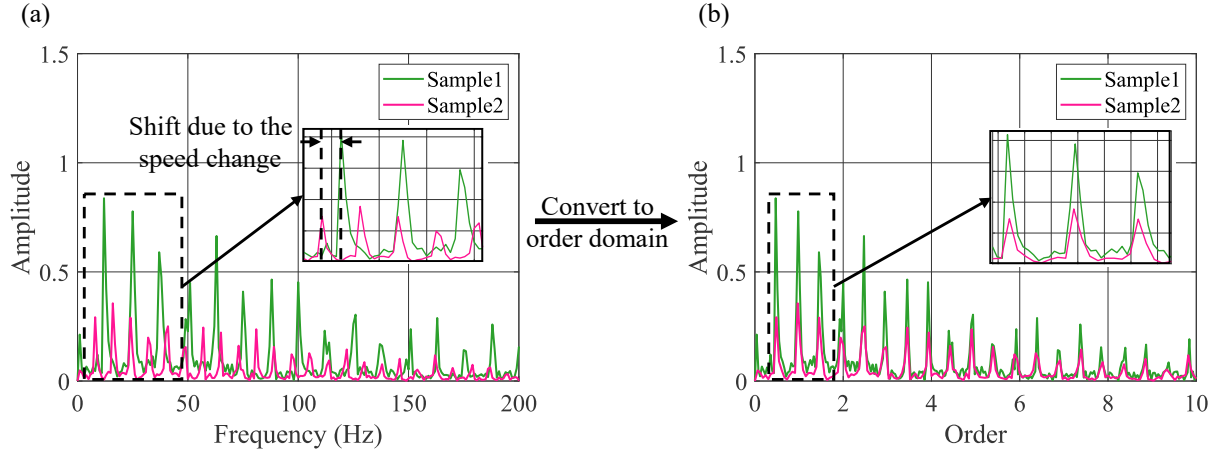 (a)
1.5
1
0.5
0
0
50
100
150
200
Amplitude
Frequency (Hz)
Sample1
Sample2
Shift due to the
speed change
Convert to
order domain
(b)
1.5
1
0.5
0
0
2
4
6
8
10
Amplitude
Order
Sample1
Sample2